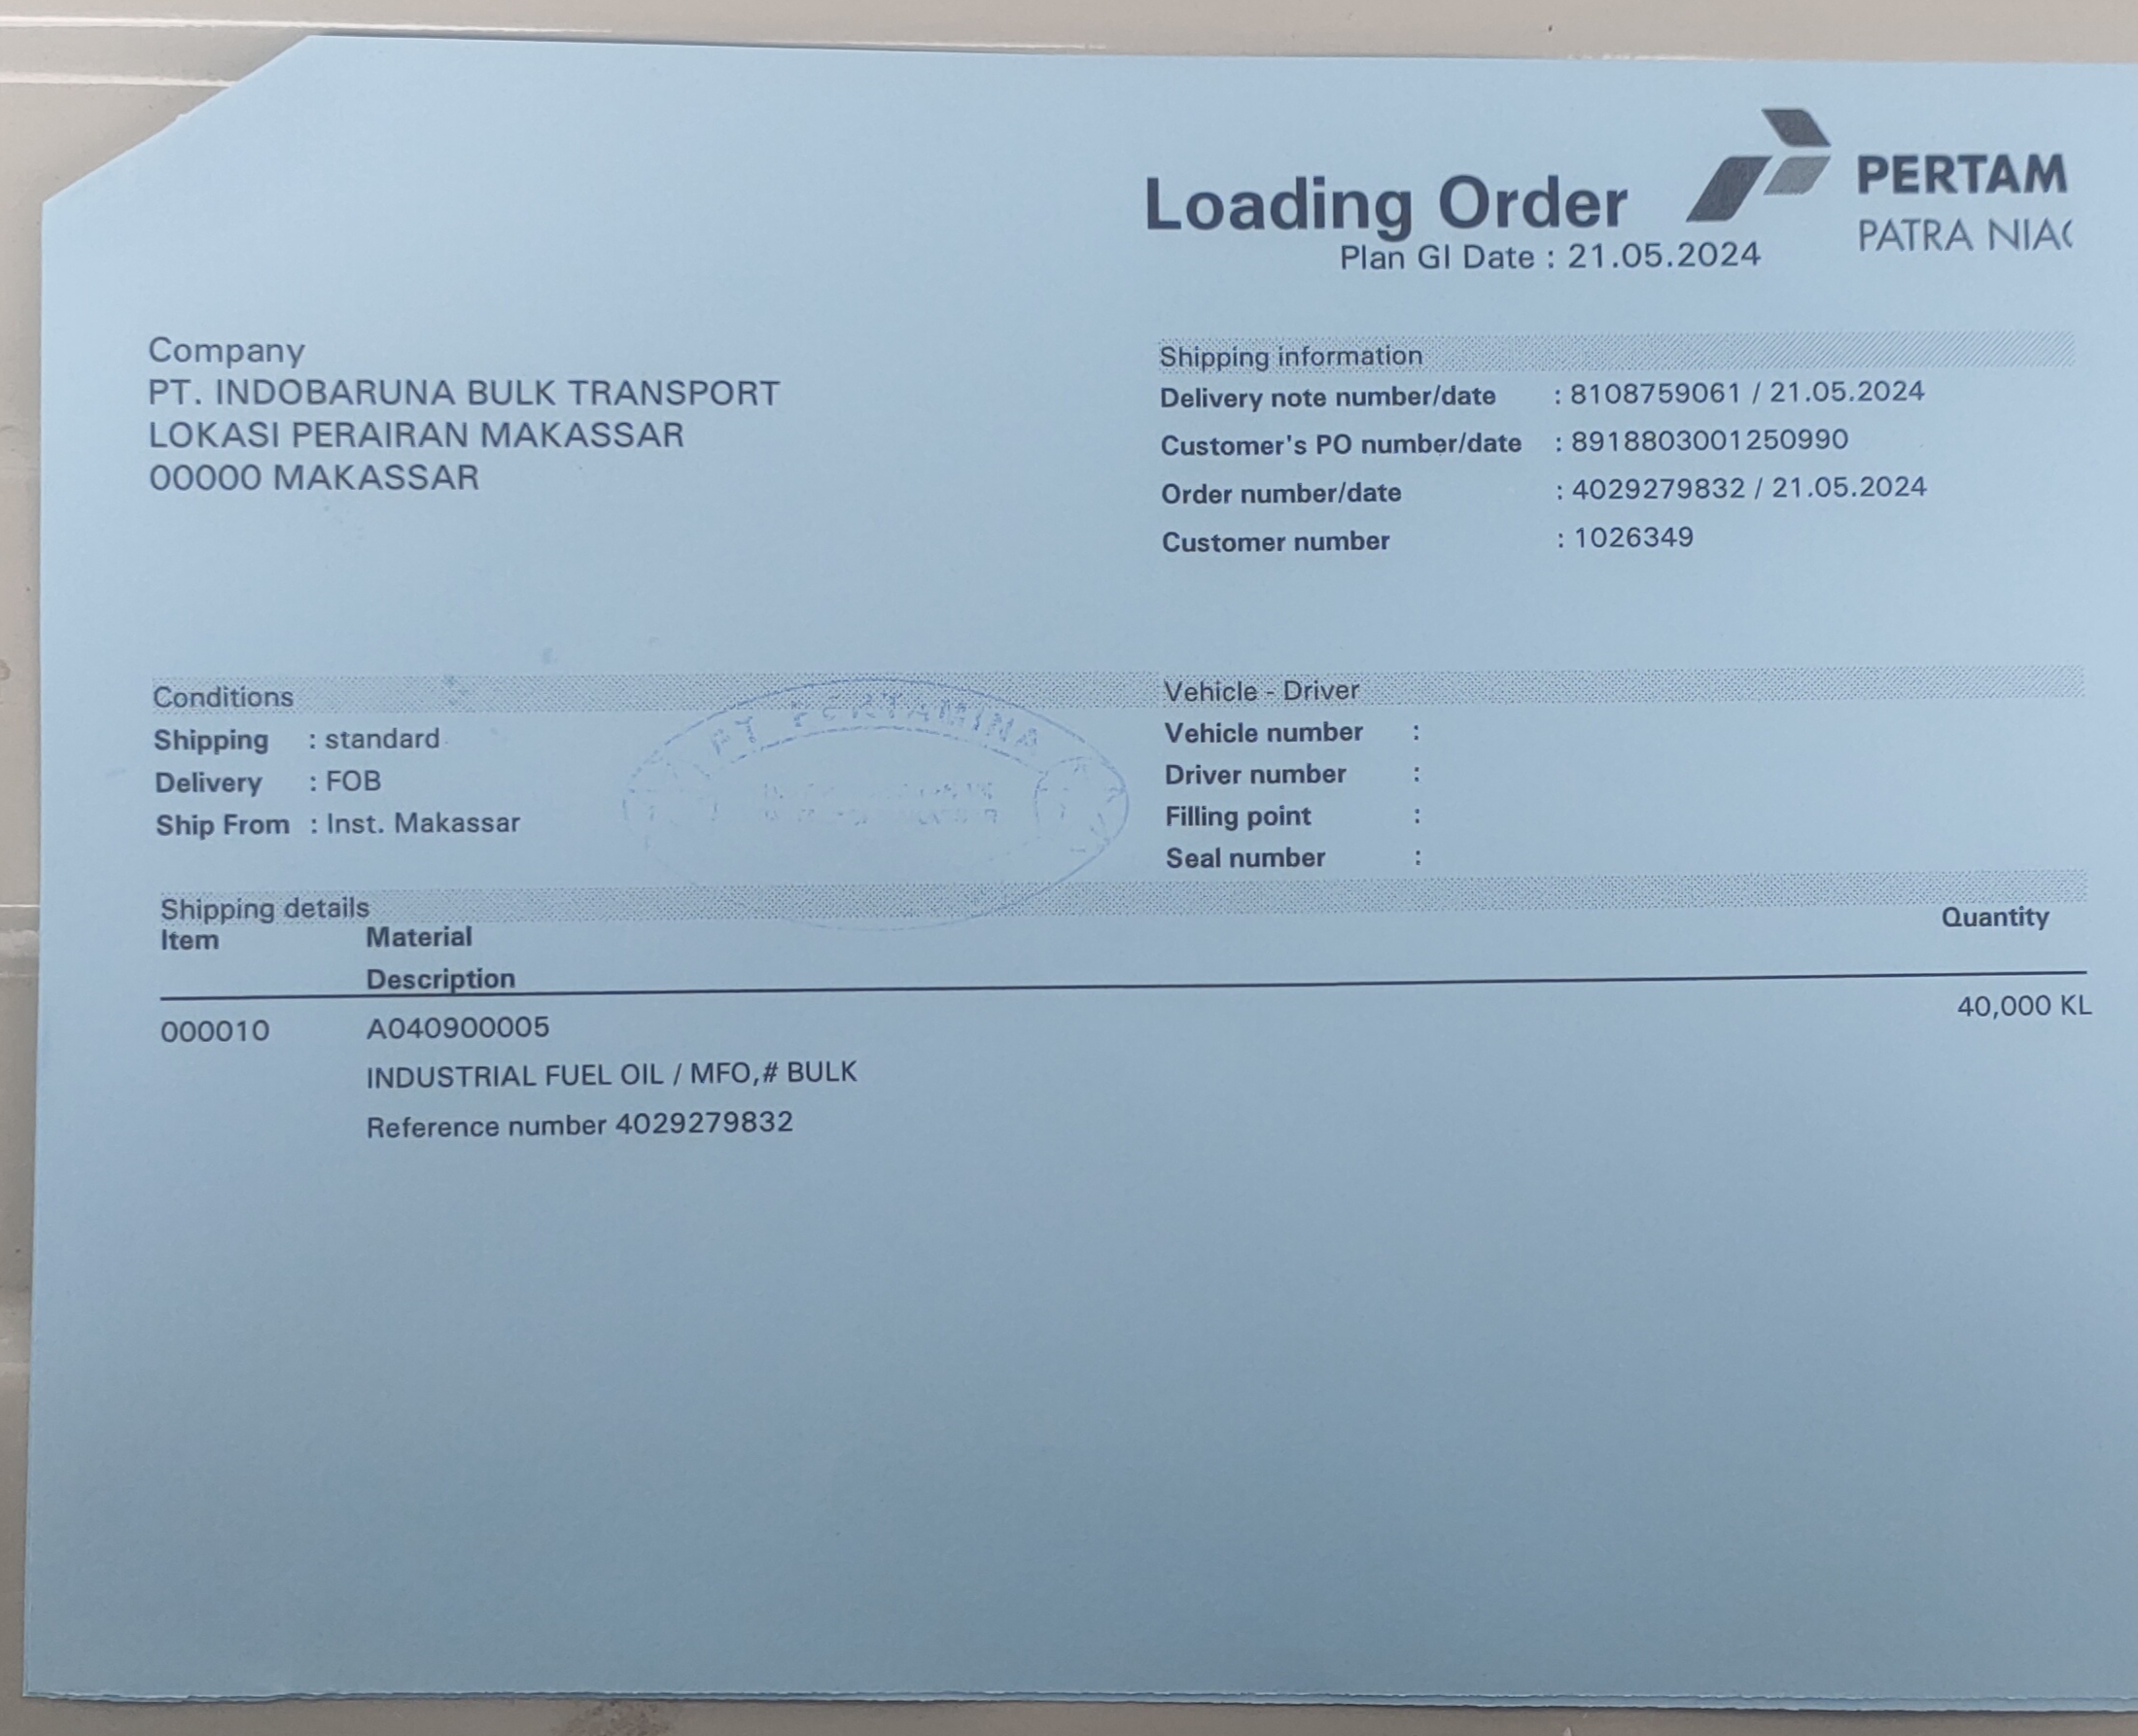 Loading Order
PERTAM
PATRA NIA
Plan GI Date : 21.05.2024
Company
PT. INDOBARUNA BULK TRANSPORT
LOKASI PERAIRAN MAKASSAR
00000 MAKASSAR
Shipping information
Delivery note number/date : 8108759061 / 21.05.2024
Customer's PO number/date : 8918803001250990
Order number/date : 4029279832 / 21.05.2024
Customer number : 1026349
Conditions
Shipping : standard
Delivery : FOB
Ship From : Inst. Makassar
PT PERTAMINA
Vehicle - Driver
Vehicle number :
Driver number :
Filling point :
Seal number :
Shipping details
Item Material Quantity
Description
000010 A040900005 40,000 KL
INDUSTRIAL FUEL OIL / MFO,# BULK
Reference number 4029279832